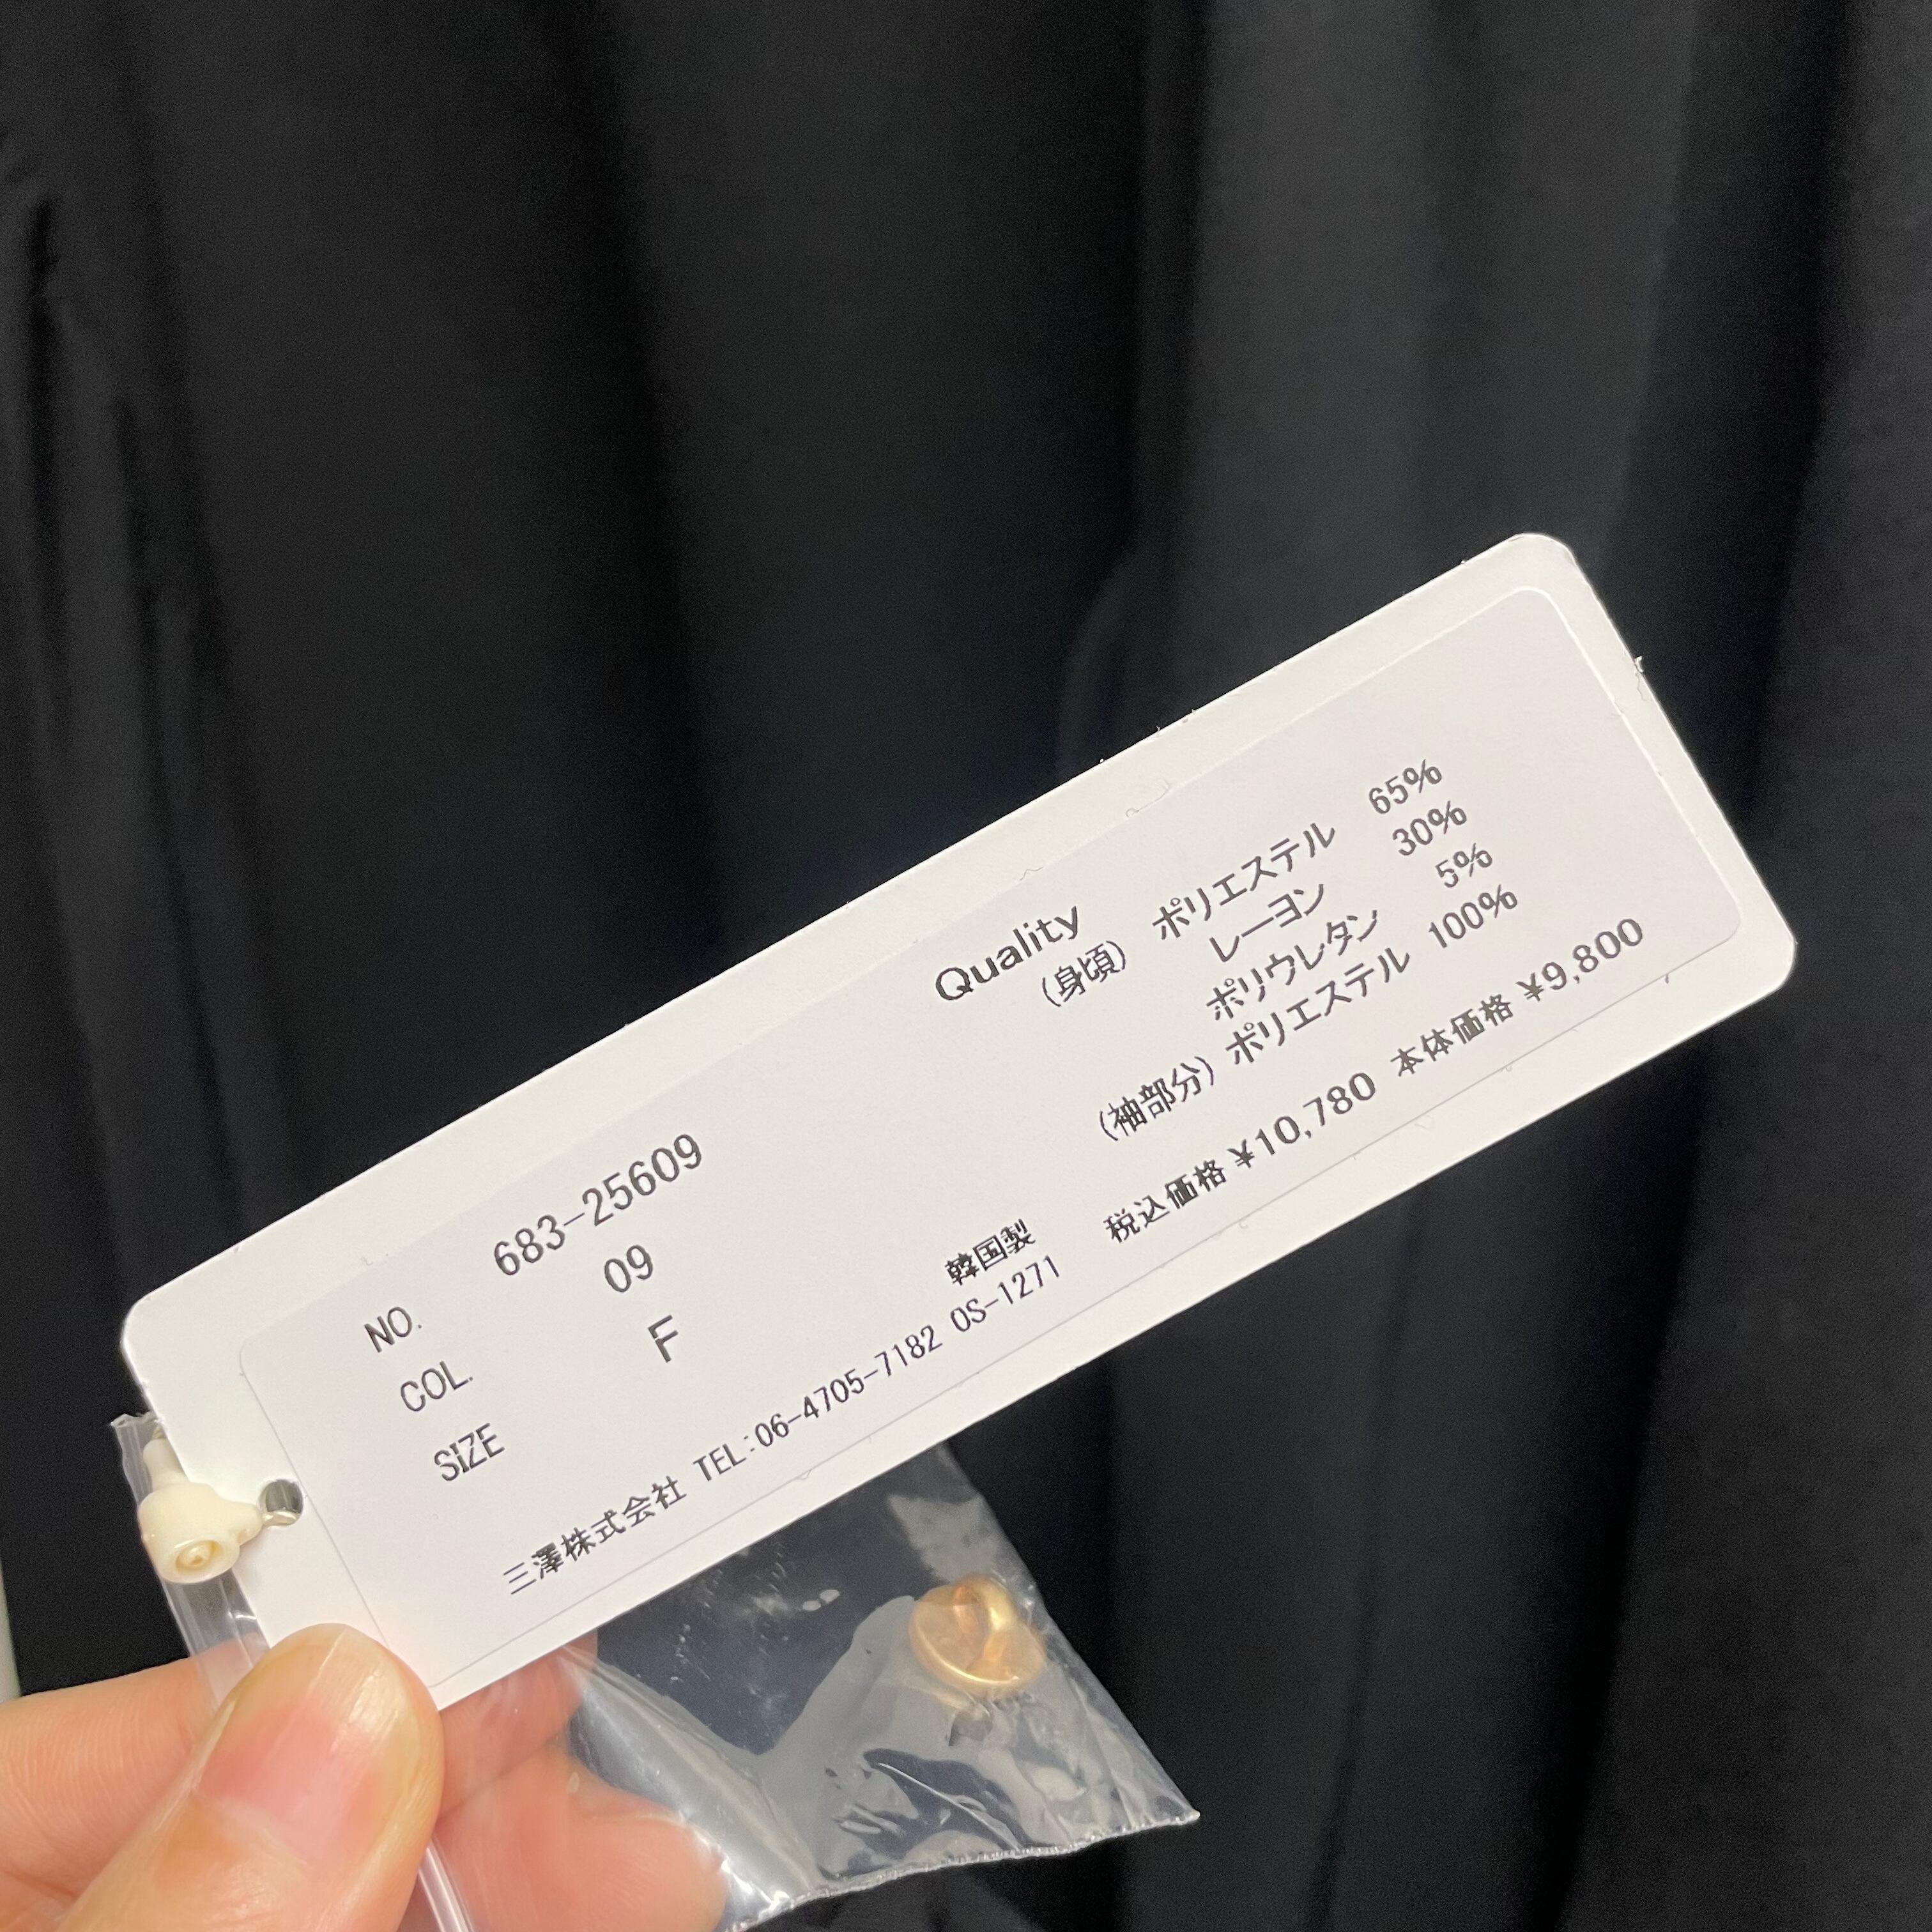 NO. 683-25609
COL. 09
SIZE F
Quality
(身頃) ポリエステル 65%
レーヨン 30%
ポリウレタン 5%
(袖部分) ポリエステル 100%
韓国製
税込価格 ¥10,780 本体価格 ¥9,800
三澤株式会社 TEL:06-4705-7182 OS-1271